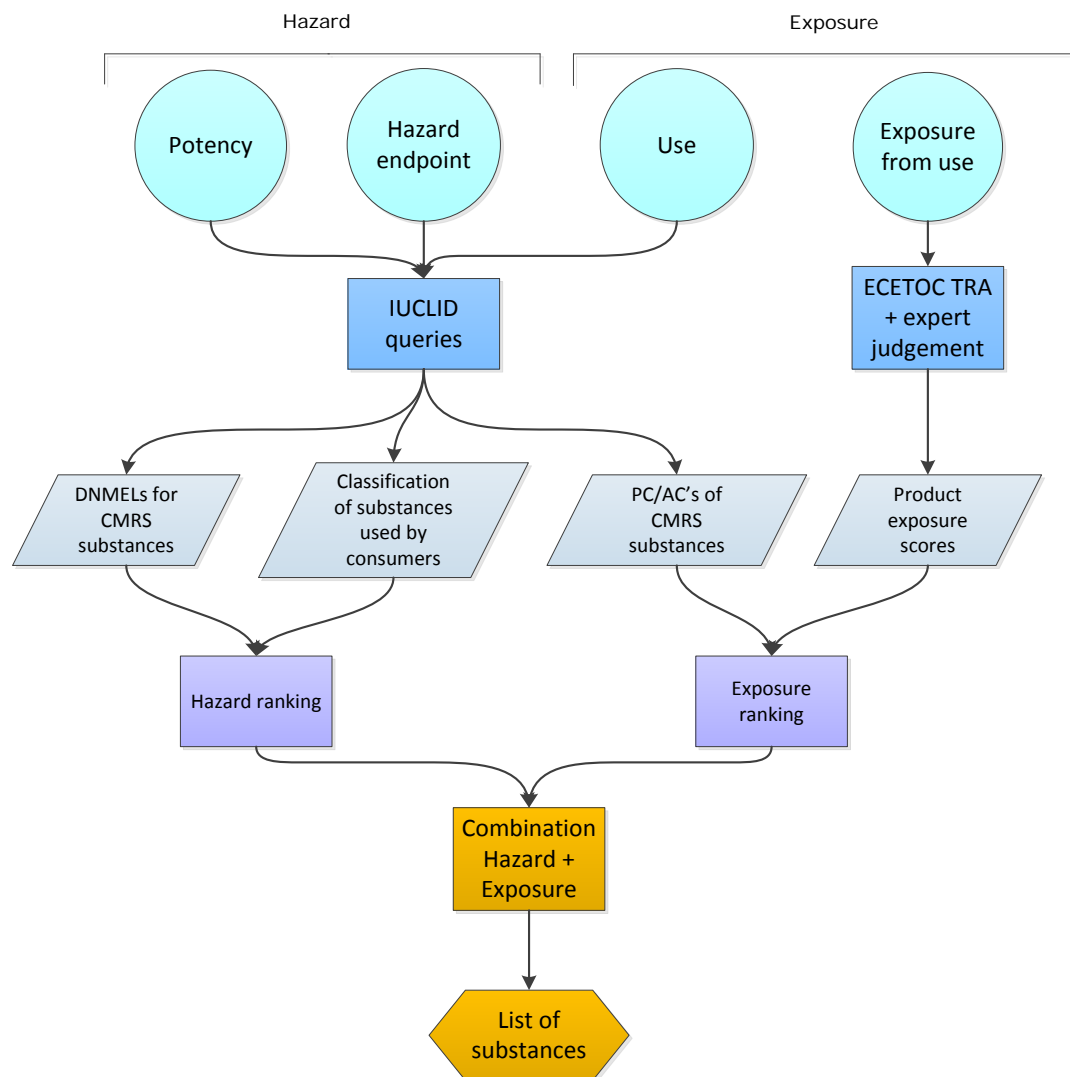 Hazard
Exposure
Potency
Hazard
endpoint
Use
Exposure
from use
IUCLID
queries
ECETOC TRA
+ expert
judgement
DNMELs for
CMRS
substances
Classification
of substances
used by
consumers
PC/AC's of
CMRS
substances
Product
exposure
scores
Hazard ranking
Exposure
ranking
Combination
Hazard +
Exposure
List of
substances